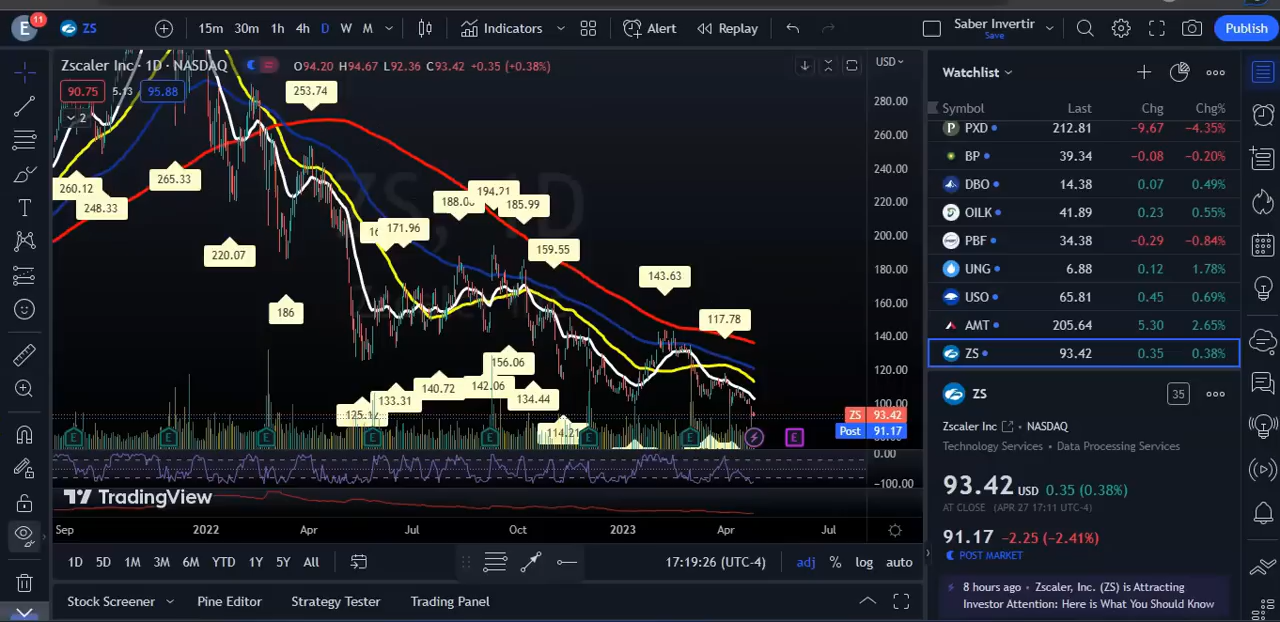 E 11 ZS 15m 30m 1h 4h D W M Indicators Alert Replay Saber Invertir Publish
Save
Zscaler Inc · 1D · NASDAQ O94.20 H94.67 L92.36 C93.42 +0.35 (+0.38%) USD
90.75 5.13 95.88
2
253.74
265.33
260.12
248.33
220.07
186
171.96
188.0
194.21
185.99
159.55
143.63
117.78
156.06
142.06
140.72
133.31
134.44
ZS, 1D
280.00
260.00
240.00
220.00
200.00
180.00
160.00
140.00
120.00
100.00
ZS 93.42
Post 91.17
0.00
−100.00
E E E E E E E E
TradingView
Sep 2022 Apr Jul Oct 2023 Apr Jul
1D 5D 1M 3M 6M YTD 1Y 5Y All 17:19:26 (UTC-4) adj % log auto
Stock Screener Pine Editor Strategy Tester Trading Panel
Watchlist
Symbol Last Chg Chg%
P PXD 212.81 −9.67 −4.35%
BP 39.34 −0.08 −0.20%
DBO 14.38 0.07 0.49%
OILK 41.89 0.23 0.55%
PBF 34.38 −0.29 −0.84%
UNG 6.88 0.12 1.78%
USO 65.81 0.45 0.69%
AMT 205.64 5.30 2.65%
ZS 93.42 0.35 0.38%
ZS 35
Zscaler Inc • NASDAQ
Technology Services • Data Processing Services
93.42 USD 0.35 (0.38%)
AT CLOSE (APR 27 17:11 UTC-4)
91.17 −2.25 (−2.41%)
POST MARKET
8 hours ago • Zscaler, Inc. (ZS) is Attracting
Investor Attention: Here is What You Should Know